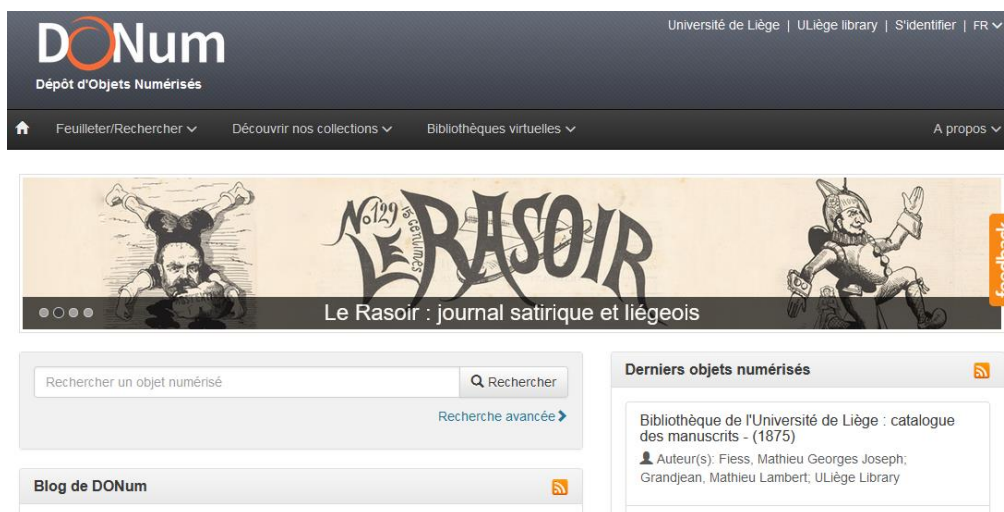 Université de Liège | ULiège library | S'identifier | FR
DONum
Dépôt d'Objets Numérisés
Feuilleter/Rechercher
Découvrir nos collections
Bibliothèques virtuelles
A propos
No. 129
15 centimes
LE RASOIR
feedback
Le Rasoir : journal satirique et liégeois
Rechercher un objet numérisé
Rechercher
Recherche avancée
Derniers objets numérisés
Bibliothèque de l'Université de Liège : catalogue
des manuscrits - (1875)
Auteur(s): Fiess, Mathieu Georges Joseph;
Grandjean, Mathieu Lambert; ULiège Library
Blog de DONum